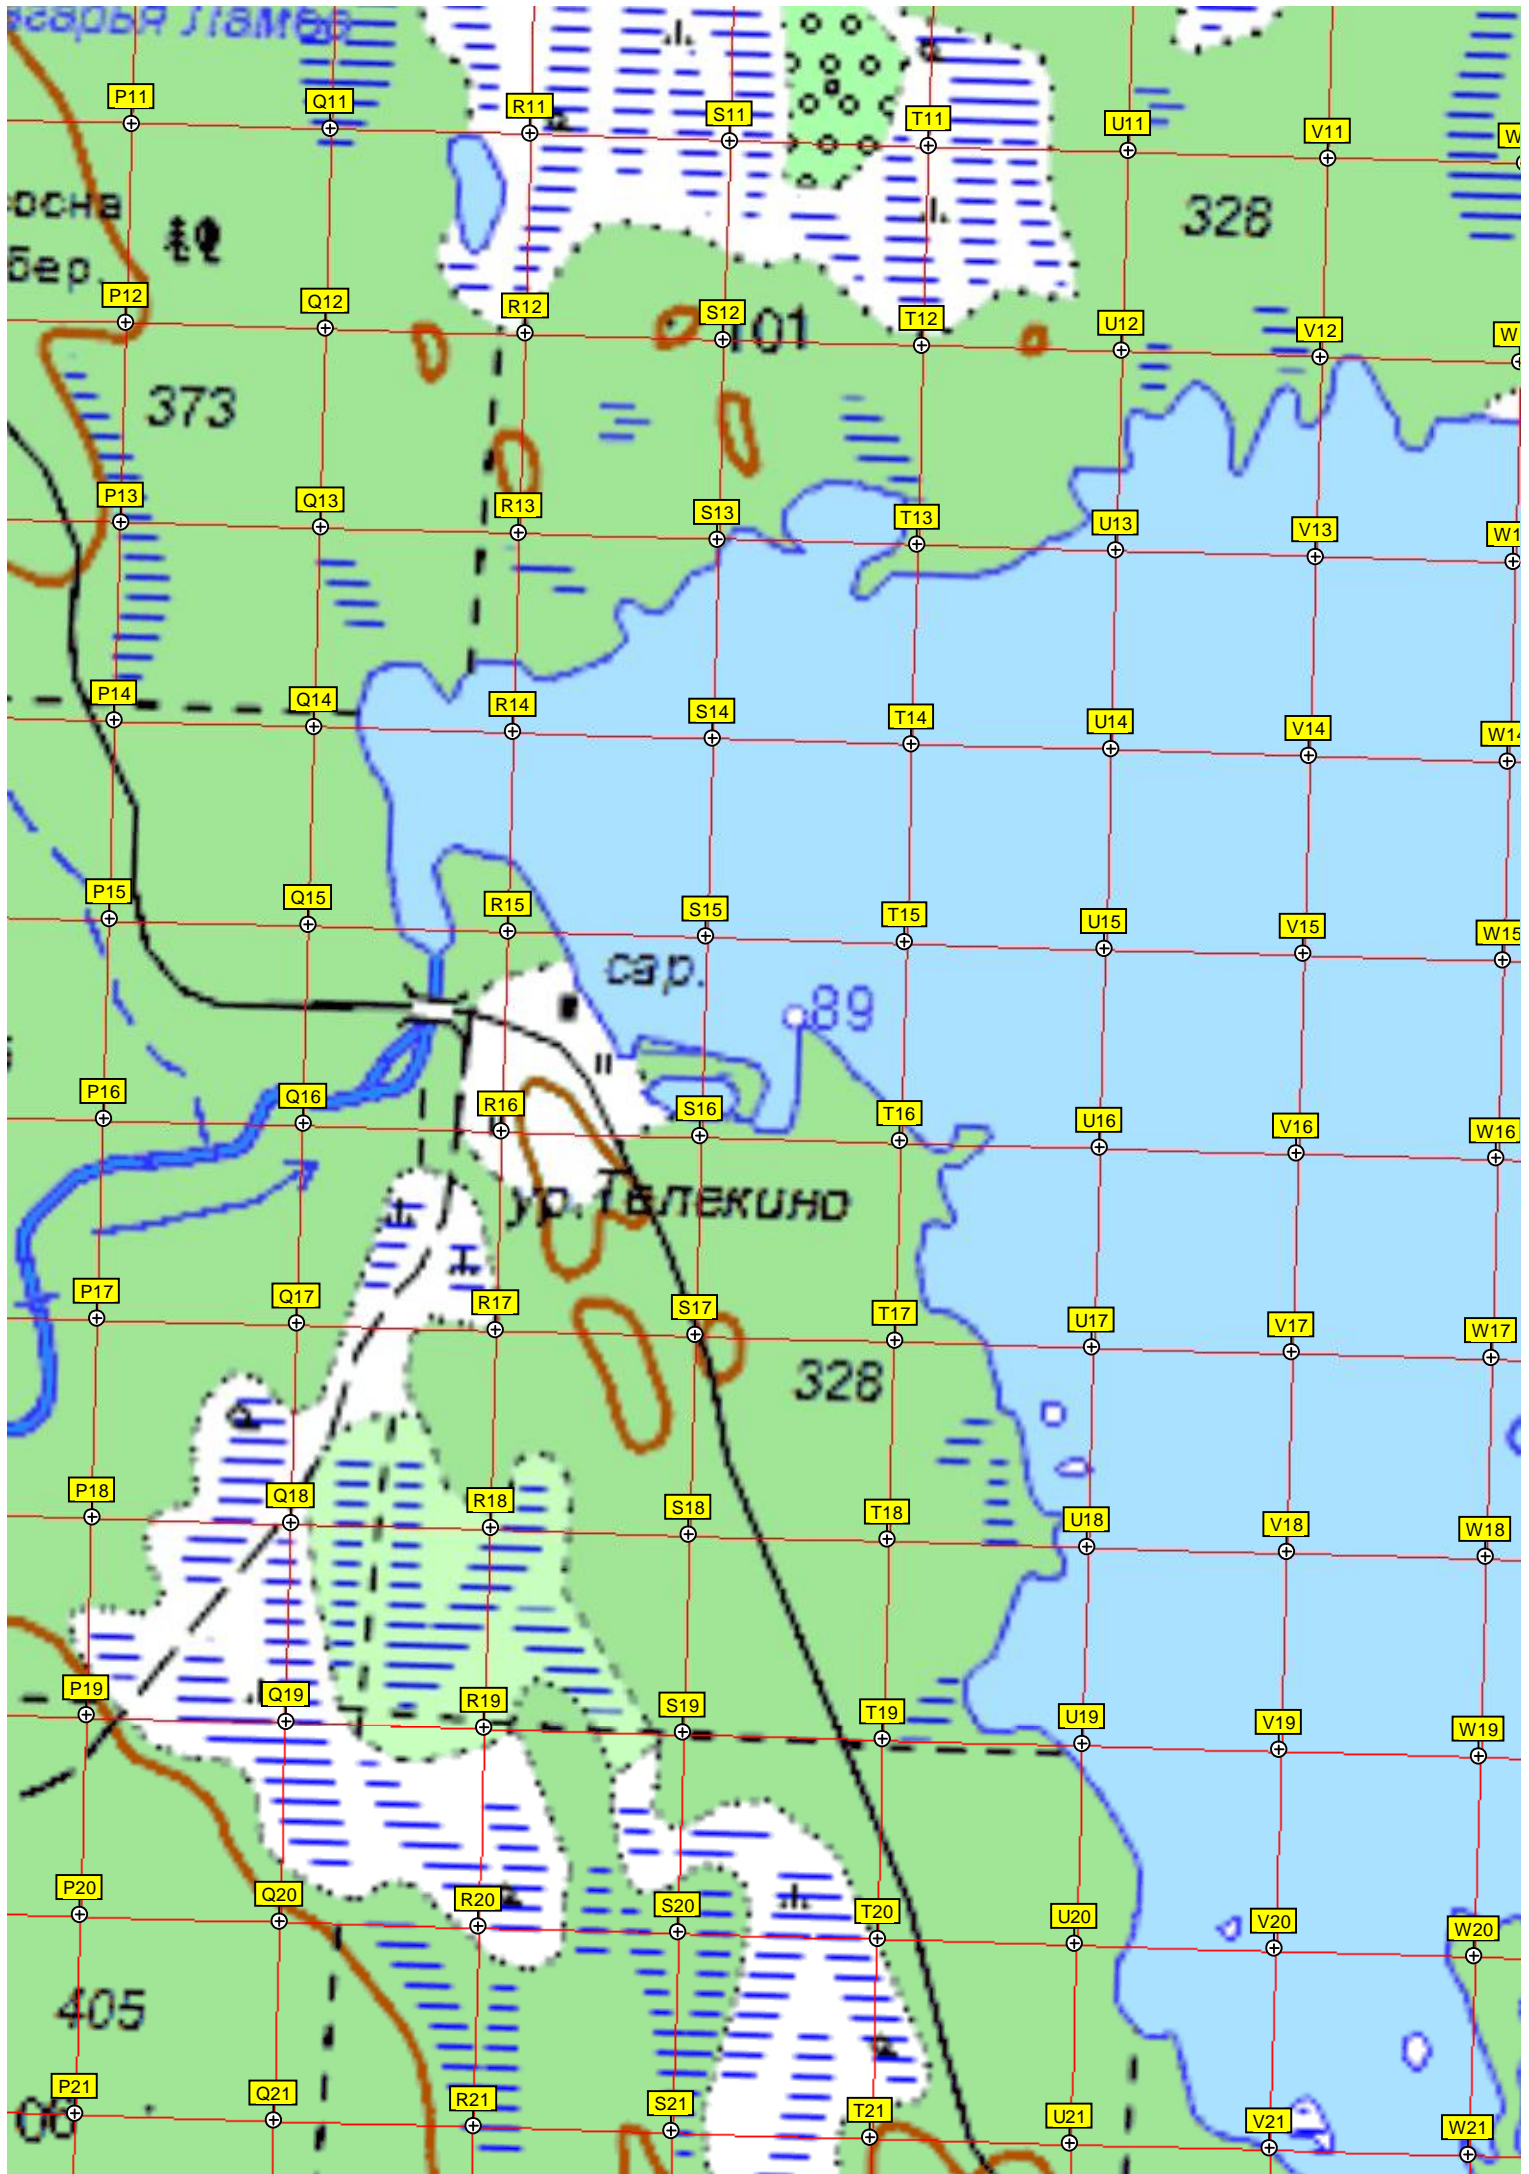 P11 Q11 R11 S11 T11 U11 V11
осна
бер.
328
P12 Q12 R12 S12 T12 U12 V12
101
373
P13 Q13 R13 S13 T13 U13 V13
P14 Q14 R14 S14 T14 U14 V14 W14
P15 Q15 R15 S15 T15 U15 V15 W15
сар.
89
P16 Q16 R16 S16 T16 U16 V16 W16
ур. Телекино
P17 Q17 R17 S17 T17 U17 V17 W17
328
P18 Q18 R18 S18 T18 U18 V18 W18
P19 Q19 R19 S19 T19 U19 V19 W19
P20 Q20 R20 S20 T20 U20 V20 W20
405
P21 Q21 R21 S21 T21 U21 V21 W21